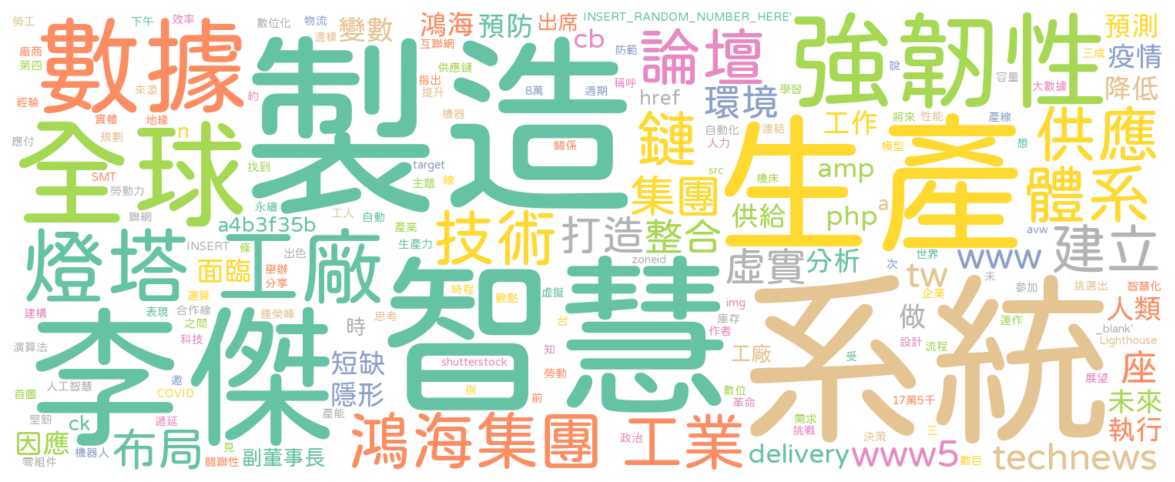 勞工 下午 效率 數位化 物流 鴻海 預防 出席 INSERT_RANDOM_NUMBER_HERE'
邊緣 變數 互聯網 cb 防範 論壇 強韌性 三成 預測
廠商 第四 數據 製造 指出 供應鏈 8萬 週期 稱呼 href 環境 說 容量 疫情
經驗 來源 約 提升 學習 大數據 降低
實體 地緣 機器 自動化 連結 工作 將來 性能 產線
應付 全球 n 規劃 關係 鏈 人力 生產 模型 想 供應
SMT 找到 target src 機床 amp
勞動力 永續 主題 線 集團 供給 php a 體系
聯網 a4b3f35b 工人 自動 產業 技術 打造 整合 avw
燈塔 INSERT 條 工廠 生產力 zoneid 虛實 分析 次 世界 www 建立
面臨 出色 舉辦 分享 智慧 時程 觀點 虛擬 img tw 企業 未 參加 挑選出 智慧化
建構 李傑 運算 合作線 鍾榮峰 思考 時 台 庫存 作者 做 系統 運作 人類
表現 之間 科技 設計 流程 _blank'
演算法 短缺 shutterstock 知 工廠 受 Lighthouse
人工智慧 邀 隱形 例 勞動 數位 展望 座
首圖 COVID 前 革命 17萬5千 未來
堅韌 ck 遞延 產能 鴻海集團 工業 需求 挑戰 決策 三 執行
因應 布局 見 政治
零組件 機器人 關聯性 副董事長 delivery www5 數目 technews